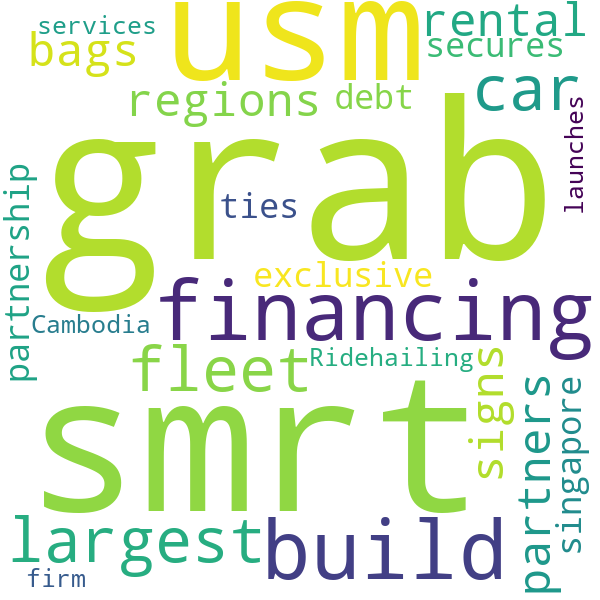 services
usm
rental
bags
secures
car
regions
debt
launches
grab
partnership
ties
exclusive
financing
Cambodia
fleet
Ridehailing
signs
smrt
partners
singapore
largest
build
firm